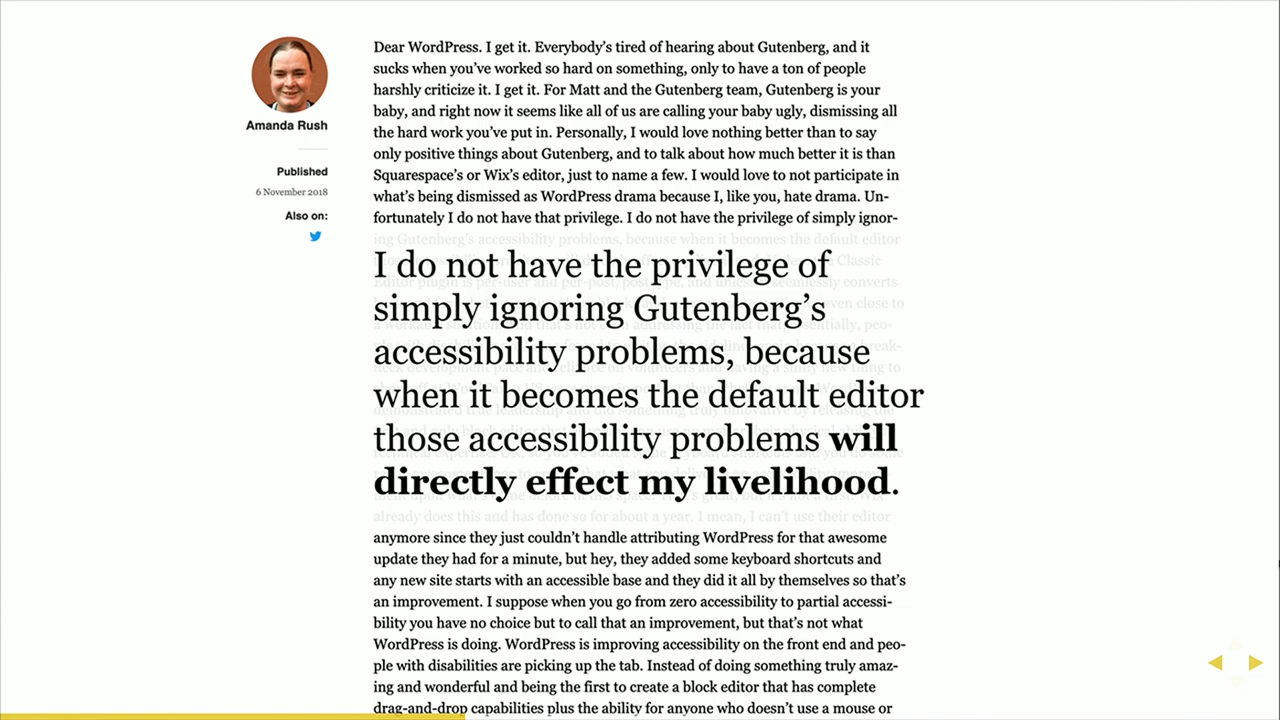 Amanda Rush
Published
6 November 2018
Also on:
Dear WordPress. I get it. Everybody’s tired of hearing about Gutenberg, and it
sucks when you’ve worked so hard on something, only to have a ton of people
harshly criticize it. I get it. For Matt and the Gutenberg team, Gutenberg is your
baby, and right now it seems like all of us are calling your baby ugly, dismissing all
the hard work you’ve put in. Personally, I would love nothing better than to say
only positive things about Gutenberg, and to talk about how much better it is than
Squarespace’s or Wix’s editor, just to name a few. I would love to not participate in
what’s being dismissed as WordPress drama because I, like you, hate drama. Un-
fortunately I do not have that privilege. I do not have the privilege of simply ignor-
ing Gutenberg’s accessibility problems, because when it becomes the default editor
I do not have the privilege of
simply ignoring Gutenberg’s
accessibility problems, because
when it becomes the default editor
those accessibility problems will
directly effect my livelihood.
already does this and has done so for about a year. I mean, I can’t use their editor
anymore since they just couldn’t handle attributing WordPress for that awesome
update they had for a minute, but hey, they added some keyboard shortcuts and
any new site starts with an accessible base and they did it all by themselves so that’s
an improvement. I suppose when you go from zero accessibility to partial accessi-
bility you have no choice but to call that an improvement, but that’s not what
WordPress is doing. WordPress is improving accessibility on the front end and peo-
ple with disabilities are picking up the tab. Instead of doing something truly amaz-
ing and wonderful and being the first to create a block editor that has complete
drag-and-drop capabilities plus the ability for anyone who doesn’t use a mouse or